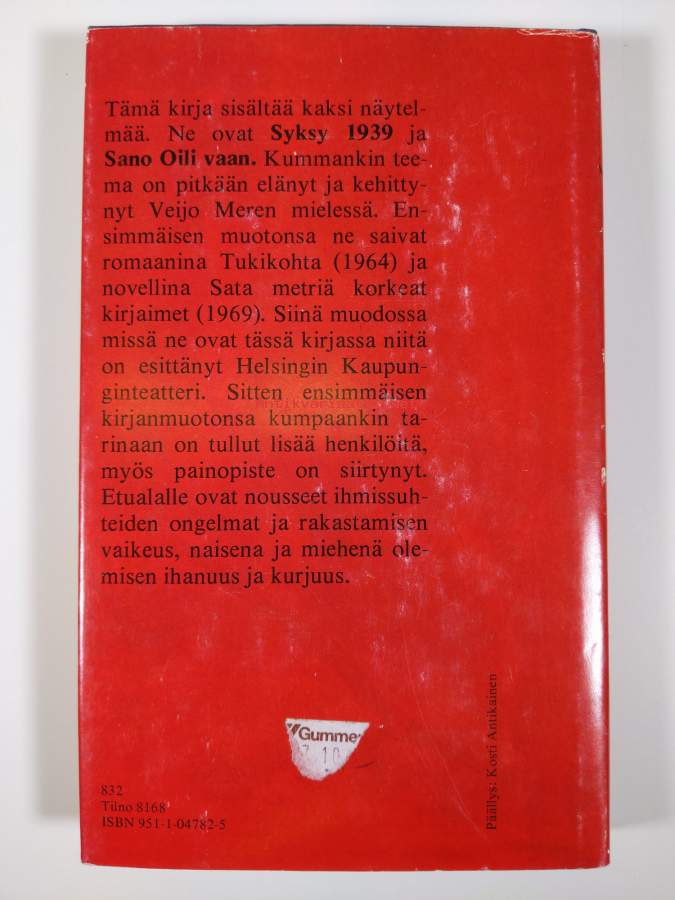 Tämä kirja sisältää kaksi näytel-
mää. Ne ovat Syksy 1939 ja
Sano Oili vaan. Kummankin tee-
ma on pitkään elänyt ja kehitty-
nyt Veijo Meren mielessä. En-
simmäisen muotonsa ne saivat
romaanina Tukikohta (1964) ja
novellina Sata metriä korkeat
kirjaimet (1969). Siinä muodossa
missä ne ovat tässä kirjassa niitä
on esittänyt Helsingin Kaupun-
ginteatteri. Sitten ensimmäisen
kirjanmuotonsa kumpaankin ta-
rinaan on tullut lisää henkilöitä,
myös painopiste on siirtynyt.
Etualalle ovat nousseet ihmissuh-
teiden ongelmat ja rakastamisen
vaikeus, naisena ja miehenä ole-
misen ihanuus ja kurjuus.
Gumme
10
832
Tilno 8168
ISBN 951-1-04782-5
Päällys: Kosti Antikainen